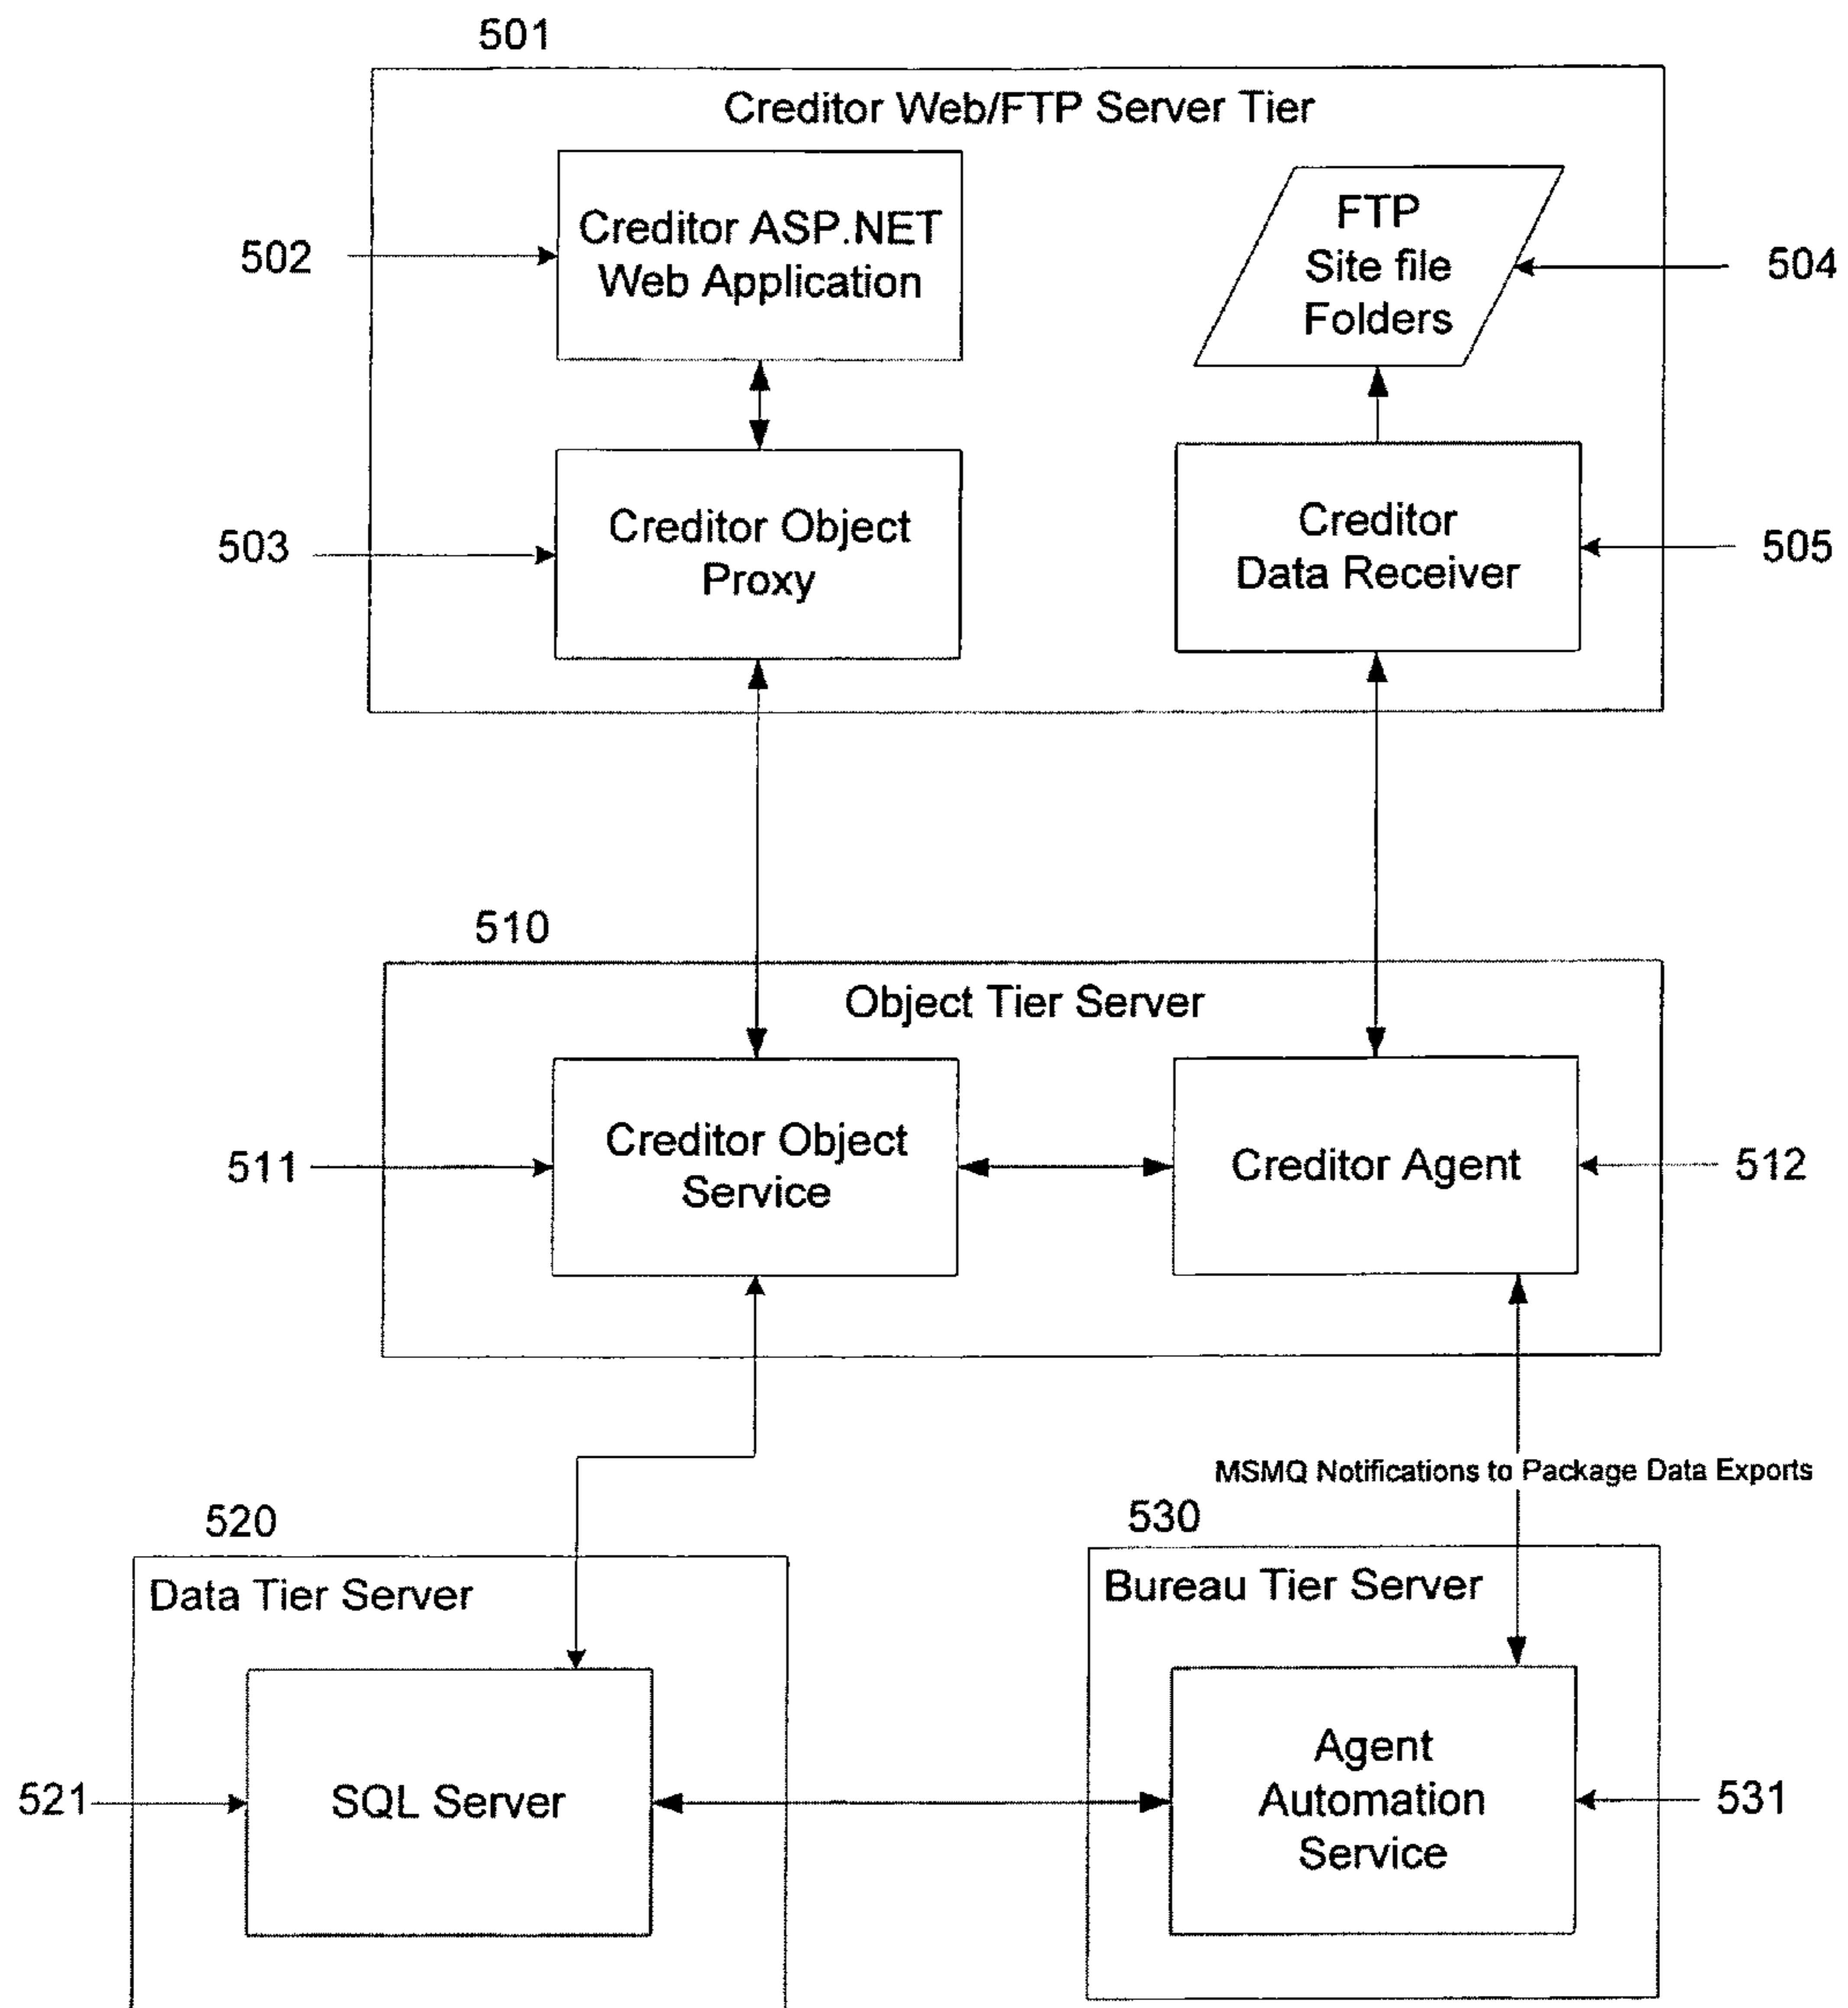 501
Creditor Web/FTP Server Tier
502
Creditor ASP.NET
Web Application
FTP
Site file
Folders
504
503
Creditor Object
Proxy
Creditor
Data Receiver
505
510
Object Tier Server
511
Creditor Object
Service
Creditor Agent
512
MSMQ Notifications to Package Data Exports
520
530
Data Tier Server
Bureau Tier Server
521
SQL Server
Agent
Automation
Service
531